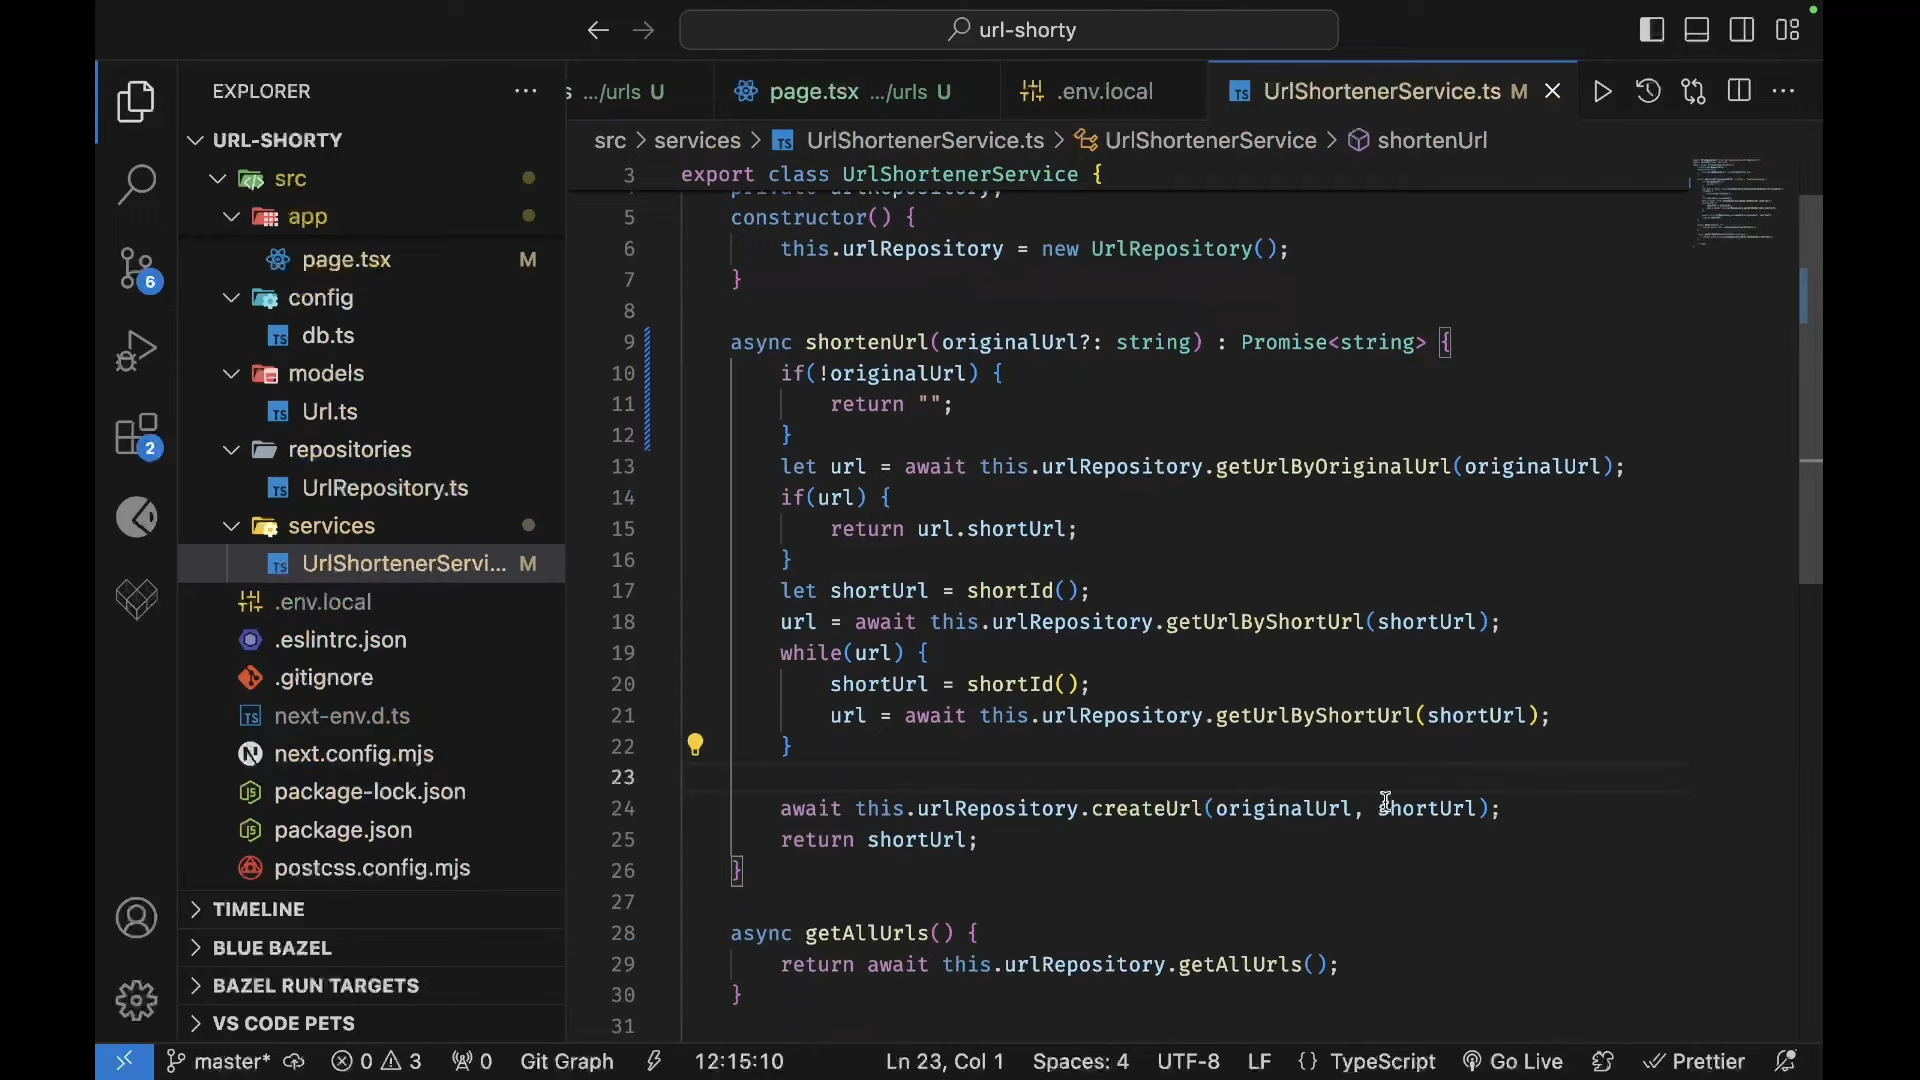 url-shorty
EXPLORER
URL-SHORTY
src
app
page.tsx M
config
db.ts
models
Url.ts
repositories
UrlRepository.ts
services
UrlShortenerServi... M
.env.local
.eslintrc.json
.gitignore
next-env.d.ts
next.config.mjs
package-lock.json
package.json
postcss.config.mjs
TIMELINE
BLUE BAZEL
BAZEL RUN TARGETS
VS CODE PETS
6
2
.../urls U
page.tsx .../urls U
.env.local
UrlShortenerService.ts M
src > services > UrlShortenerService.ts > UrlShortenerService > shortenUrl
3 export class UrlShortenerService {
private urlRepository;
5 constructor() {
6 this.urlRepository = new UrlRepository();
7 }
8
9 async shortenUrl(originalUrl?: string) : Promise<string> {
10 if(!originalUrl) {
11 return "";
12 }
13 let url = await this.urlRepository.getUrlByOriginalUrl(originalUrl);
14 if(url) {
15 return url.shortUrl;
16 }
17 let shortUrl = shortId();
18 url = await this.urlRepository.getUrlByShortUrl(shortUrl);
19 while(url) {
20 shortUrl = shortId();
21 url = await this.urlRepository.getUrlByShortUrl(shortUrl);
22 }
23
24 await this.urlRepository.createUrl(originalUrl, shortUrl);
25 return shortUrl;
26 }
27
28 async getAllUrls() {
29 return await this.urlRepository.getAllUrls();
30 }
31
master* 0 3 0 Git Graph 12:15:10 Ln 23, Col 1 Spaces: 4 UTF-8 LF {} TypeScript Go Live Prettier